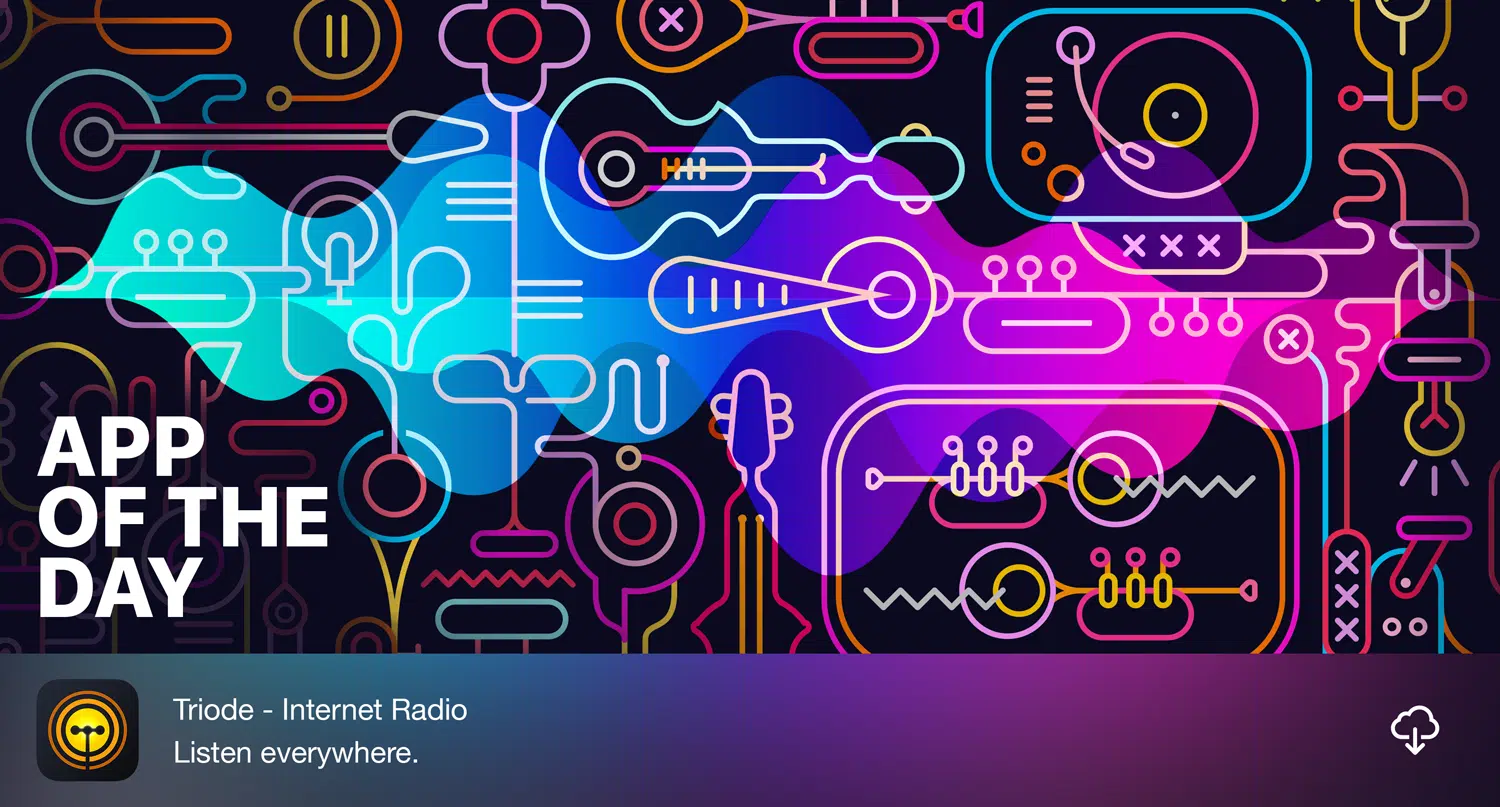 APP
OF THE
DAY
Triode - Internet Radio
Listen everywhere.